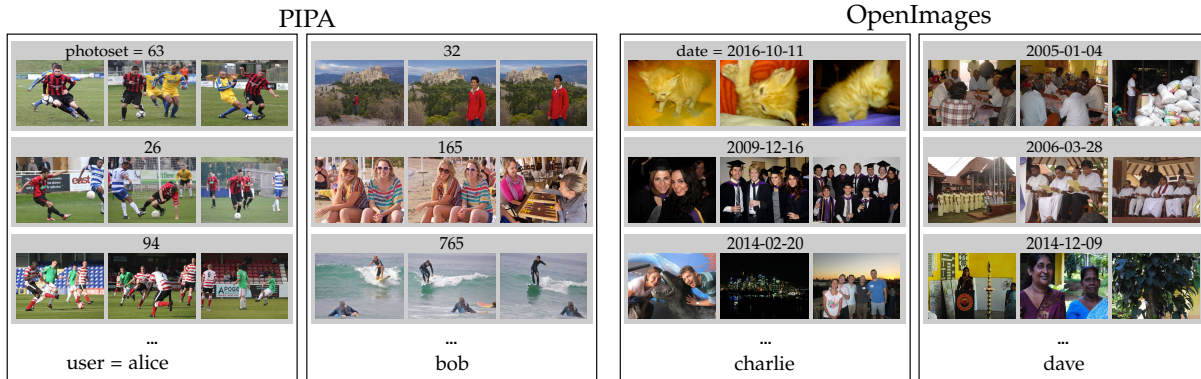 PIPA
OpenImages
photoset = 63
26
94
...
user = alice
32
165
765
...
bob
date = 2016-10-11
2009-12-16
2014-02-20
...
charlie
2005-01-04
2006-03-28
2014-12-09
...
dave